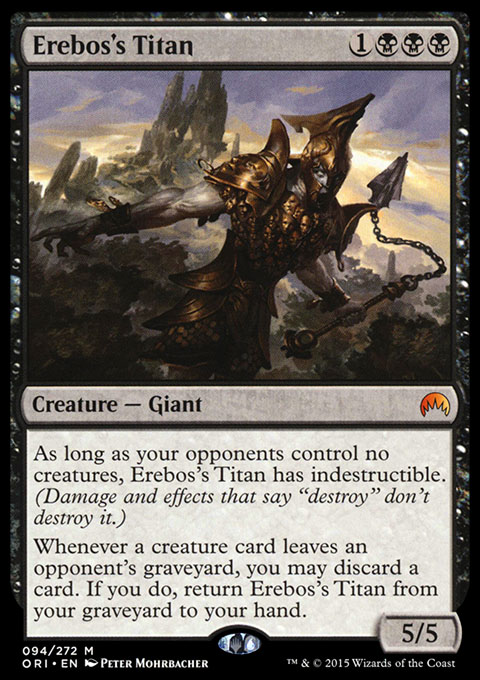 Erebos's Titan 1
Creature — Giant
As long as your opponents control no
creatures, Erebos's Titan has indestructible.
(Damage and effects that say “destroy” don't
destroy it.)
Whenever a creature card leaves an
opponent's graveyard, you may discard a
card. If you do, return Erebos's Titan from
your graveyard to your hand.
5/5
094/272 M
ORI • EN Peter Mohrbacher
™ & © 2015 Wizards of the Coast